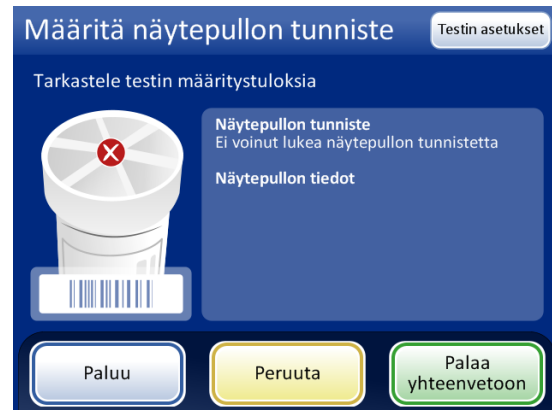 Määritä näytepullon tunniste
Testin asetukset
Tarkastele testin määritystuloksia
Näytepullon tunniste
Ei voinut lukea näytepullon tunnistetta
Näytepullon tiedot
Paluu
Peruuta
Palaa
yhteenvetoon